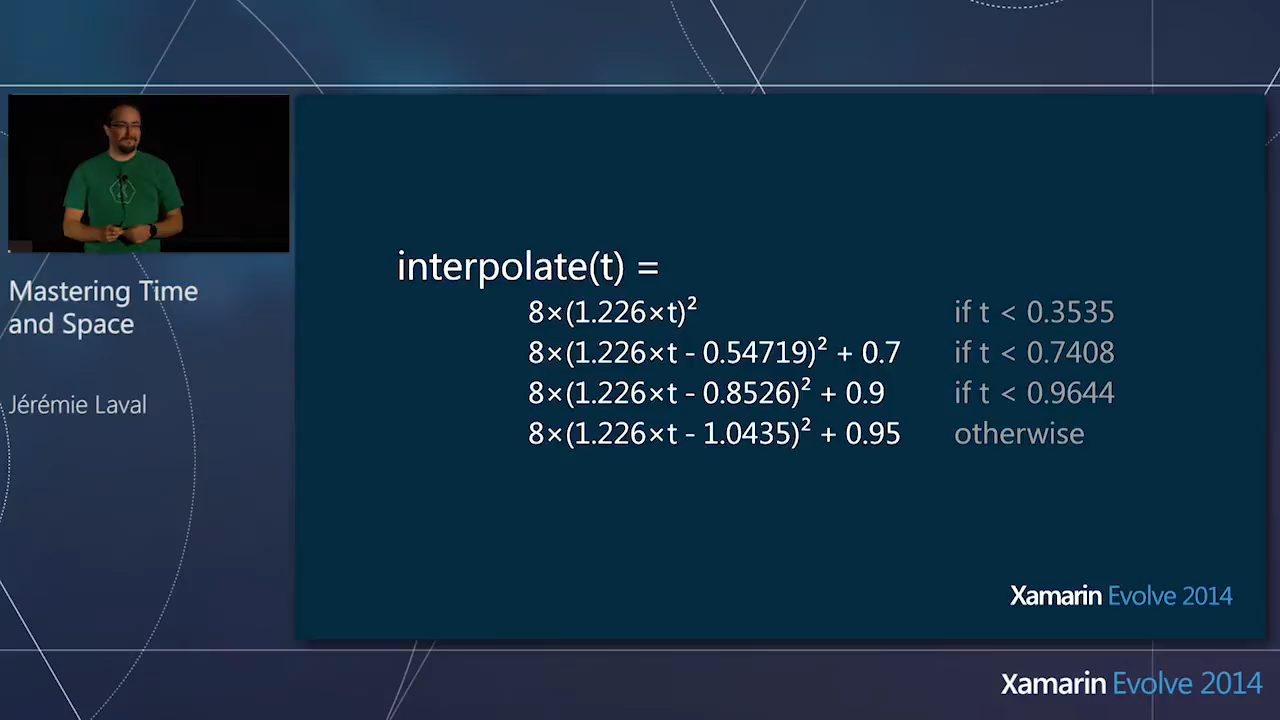 Mastering Time
and Space
Jérémie Laval
interpolate(t) =
8×(1.226×t)² if t < 0.3535
8×(1.226×t - 0.54719)² + 0.7 if t < 0.7408
8×(1.226×t - 0.8526)² + 0.9 if t < 0.9644
8×(1.226×t - 1.0435)² + 0.95 otherwise
Xamarin Evolve 2014
Xamarin Evolve 2014